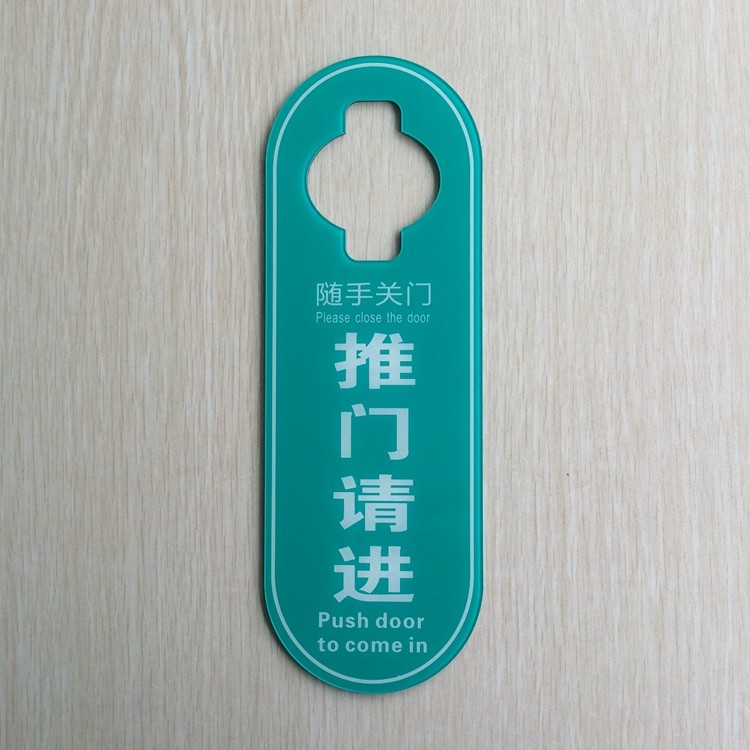 随手关门
Please close the door
推门请进
Push door
to come in